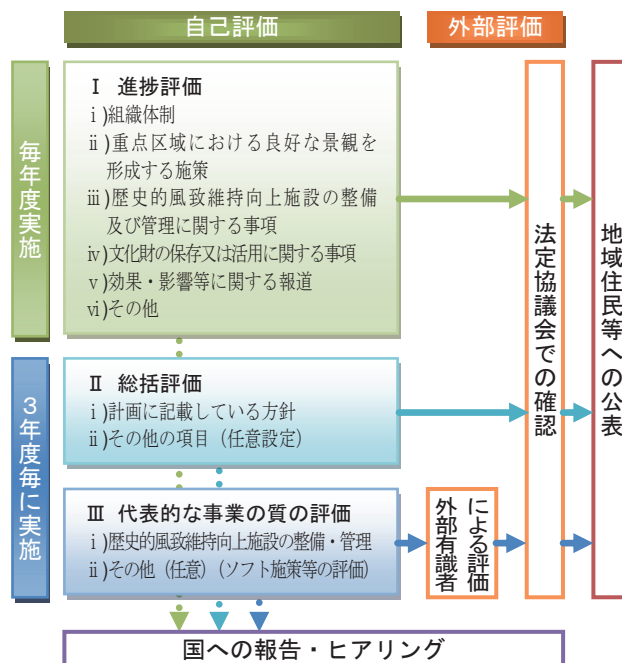 自己評価
外部評価
毎年度実施
Ⅰ 進捗評価
ⅰ)組織体制
ⅱ)重点区域における良好な景観を
形成する施策
ⅲ)歴史的風致維持向上施設の整備
及び管理に関する事項
ⅳ)文化財の保存又は活用に関する事項
ⅴ)効果・影響等に関する報道
ⅵ)その他
3年度毎に実施
Ⅱ 総括評価
ⅰ)計画に記載している方針
ⅱ)その他の項目（任意設定）
Ⅲ 代表的な事業の質の評価
ⅰ)歴史的風致維持向上施設の整備・管理
ⅱ)その他（任意）（ソフト施策等の評価）
外部有識者
による評価
法定協議会での確認
地域住民等への公表
国への報告・ヒアリング